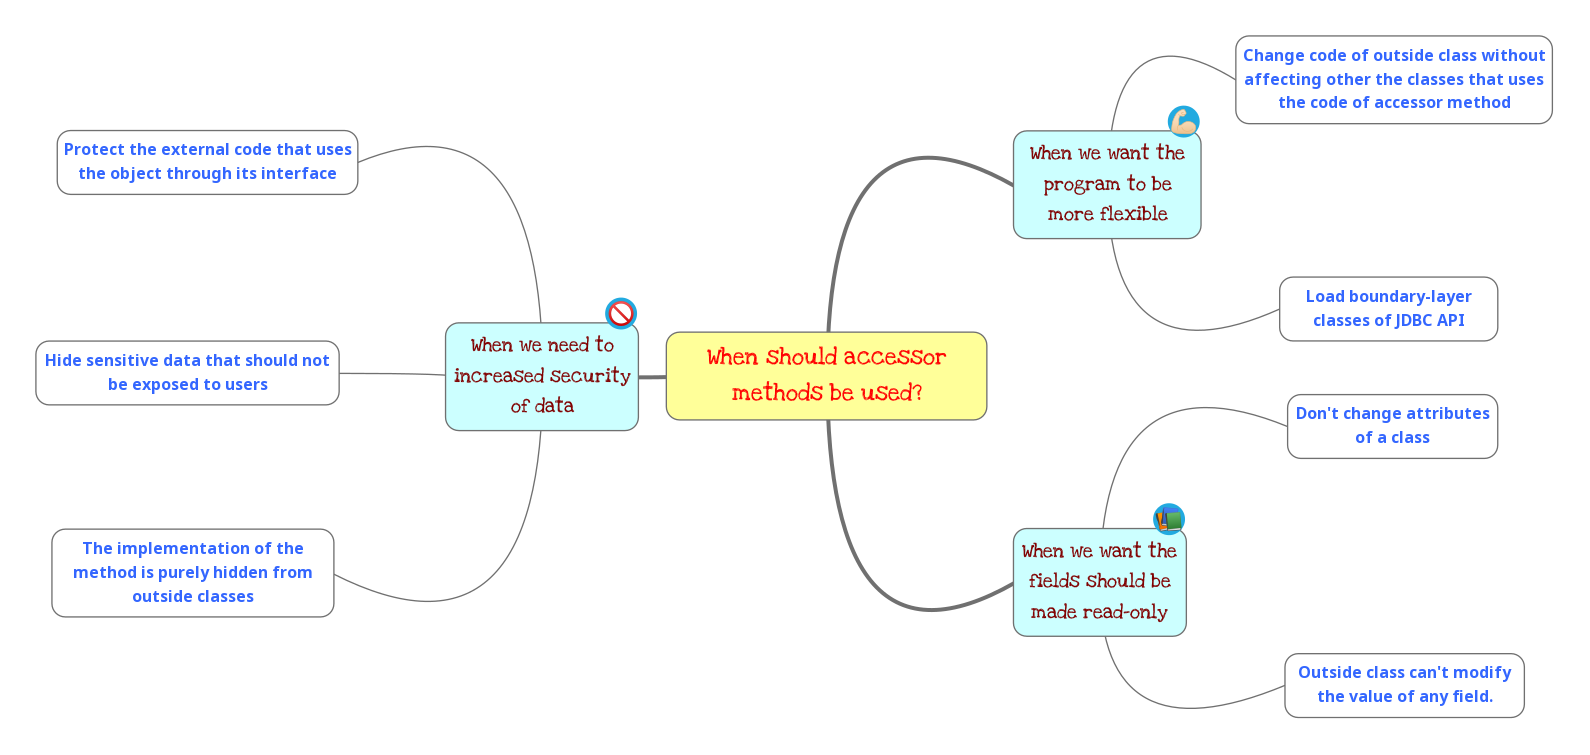 When should accessor
methods be used?
When we want the
program to be
more flexible
Change code of outside class without
affecting other the classes that uses
the code of accessor method
Load boundary-layer
classes of JDBC API
When we want the
fields should be
made read-only
Don't change attributes
of a class
Outside class can't modify
the value of any field.
When we need to
increased security
of data
Protect the external code that uses
the object through its interface
Hide sensitive data that should not
be exposed to users
The implementation of the
method is purely hidden from
outside classes